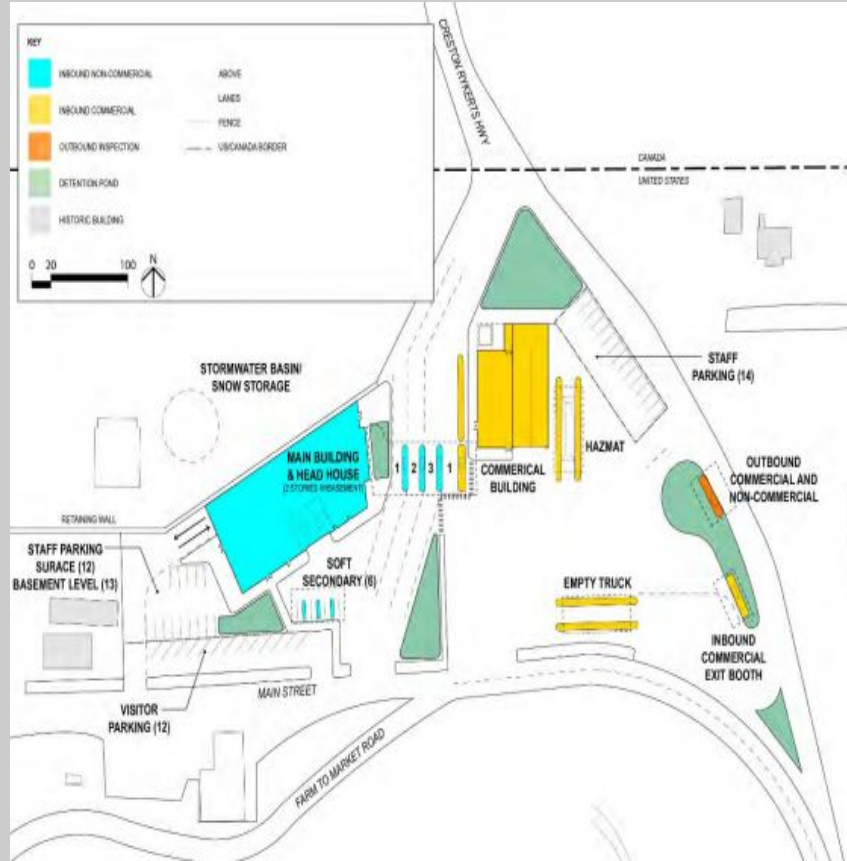 KEY
INBOUND NON-COMMERCIAL
INBOUND COMMERCIAL
OUTBOUND INSPECTION
DETENTION POND
HISTORIC BUILDING
ABOVE
LANES
FENCE
US/CANADA BORDER
0 20 100
N
CRESTON RYKERTS HWY
CANADA
UNITED STATES
STORMWATER BASIN/
SNOW STORAGE
STAFF
PARKING (14)
MAIN BUILDING
& HEAD HOUSE
(2 STORIES W/BASEMENT)
1 2 3 1
COMMERICAL
BUILDING
HAZMAT
OUTBOUND
COMMERCIAL AND
NON-COMMERCIAL
RETAINING WALL
STAFF PARKING
SURACE (12)
BASEMENT LEVEL (13)
SOFT
SECONDARY (6)
EMPTY TRUCK
INBOUND
COMMERCIAL
EXIT BOOTH
MAIN STREET
VISITOR
PARKING (12)
FARM TO MARKET ROAD